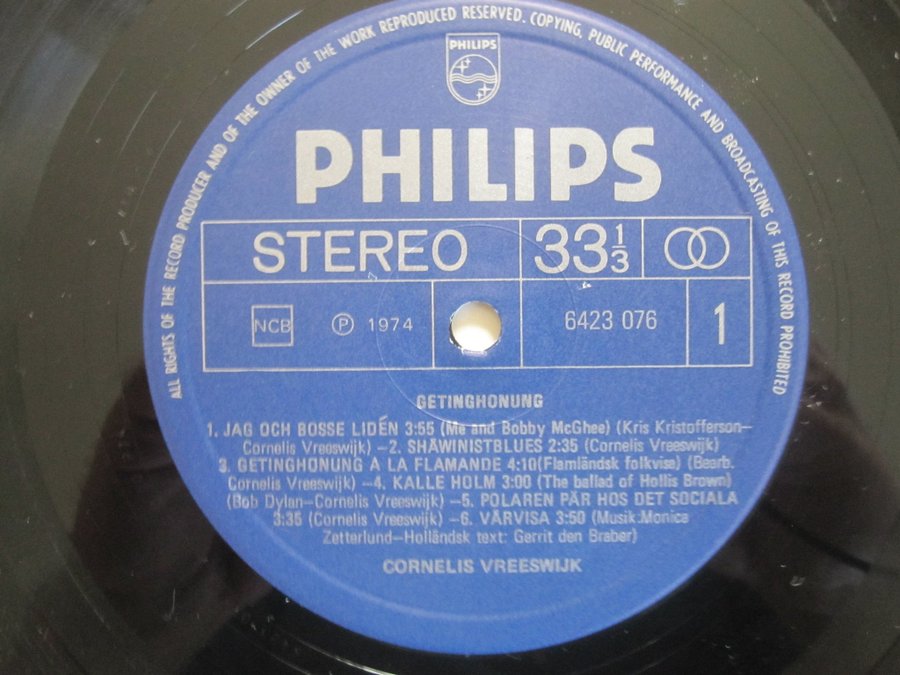 ALL RIGHTS OF THE RECORD PRODUCER AND OF THE OWNER OF THE WORK REPRODUCED RESERVED. COPYING, PUBLIC PERFORMANCE AND BROADCASTING OF THIS RECORD PROHIBITED
PHILIPS
PHILIPS
STEREO 33 1/3
NCB Ⓟ 1974 6423 076 1
GETINGHONUNG
1. JAG OCH BOSSE LIDÉN 3:55 (Me and Bobby McGhee) (Kris Kristofferson–
Cornelis Vreeswijk) –2. SHÄWINISTBLUES 2:35 (Cornelis Vreeswijk)
3. GETINGHONUNG A LA FLAMANDE 4:10(Flamländsk folkvise) (Bearb.
Cornelis Vreeswijk) –4. KALLE HOLM 3:00 (The ballad of Hollis Brown)
(Bob Dylan–Cornelis Vreeswijk) –5. POLAREN PÄR HOS DET SOCIALA
3:35 (Cornelis Vreeswijk) –6. VÅRVISA 3:50 (Musik:Monica
Zetterlund–Holländsk text: Gerrit den Braber)
CORNELIS VREESWIJK